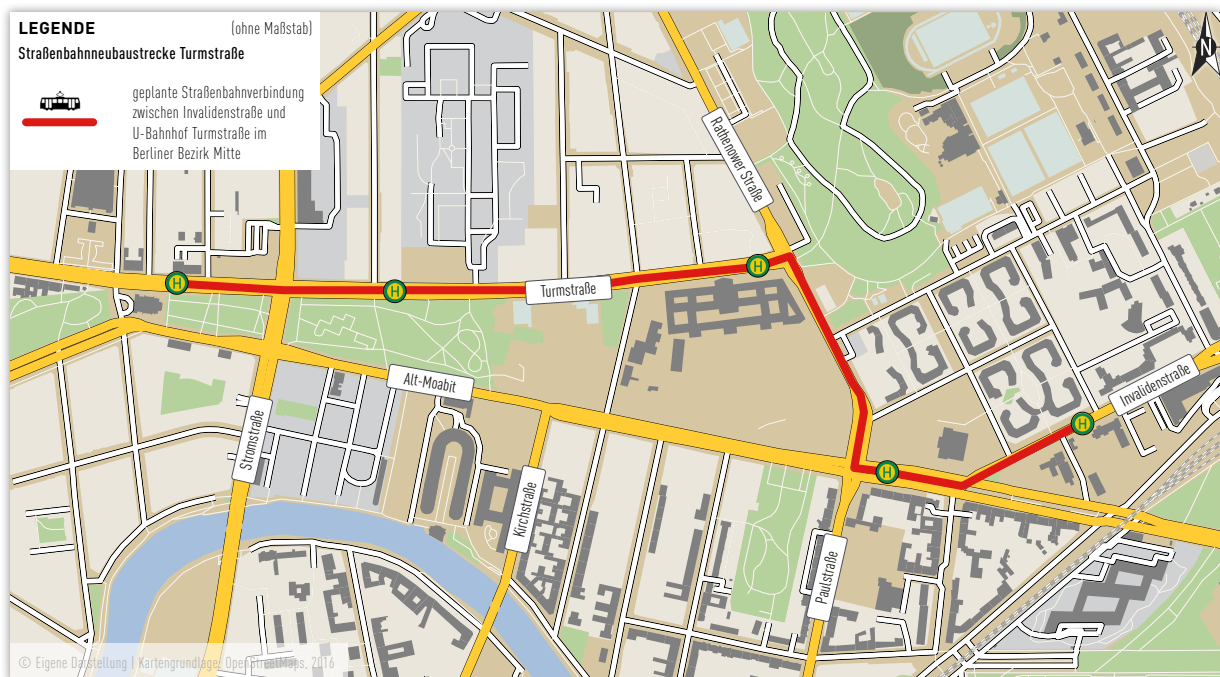 LEGENDE (ohne Maßstab)
Straßenbahnneubaustrecke Turmstraße
geplante Straßenbahnverbindung
zwischen Invalidenstraße und
U-Bahnhof Turmstraße im
Berliner Bezirk Mitte
N
Rathenower Straße
H
H
H
Turmstraße
Alt-Moabit
Invalidenstraße
H
Stromstraße
H
Kirchstraße
Paulstraße
© Eigene Darstellung | Kartengrundlage: OpenStreetMaps, 2016